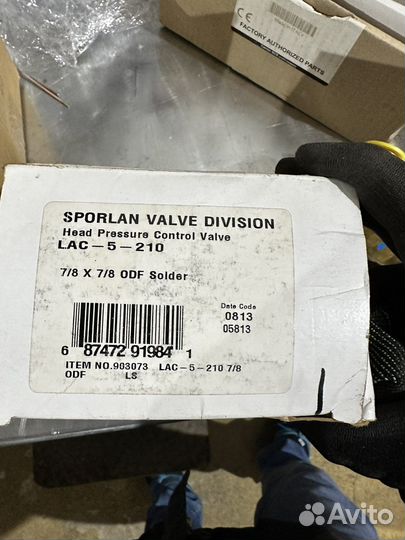 CE
FACTORY AUTHORIZED PARTS
SPORLAN VALVE DIVISION
Head Pressure Control Valve
LAC-5-210
7/8 X 7/8 ODF Solder
Date Code
0813
05813
6 87472 91984 1
ITEM NO.903073 LAC-5-210 7/8
ODF LS
Avito